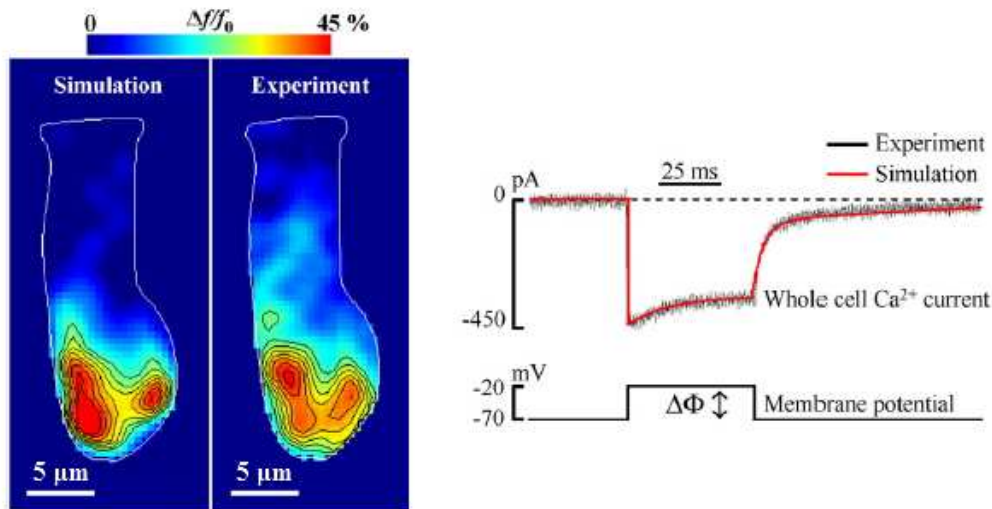 0 Δf/f₀ 45 %
Simulation Experiment
5 µm 5 µm
Experiment
Simulation
25 ms
pA
0
-450
Whole cell Ca²⁺ current
mV
-20
-70
ΔΦ
Membrane potential